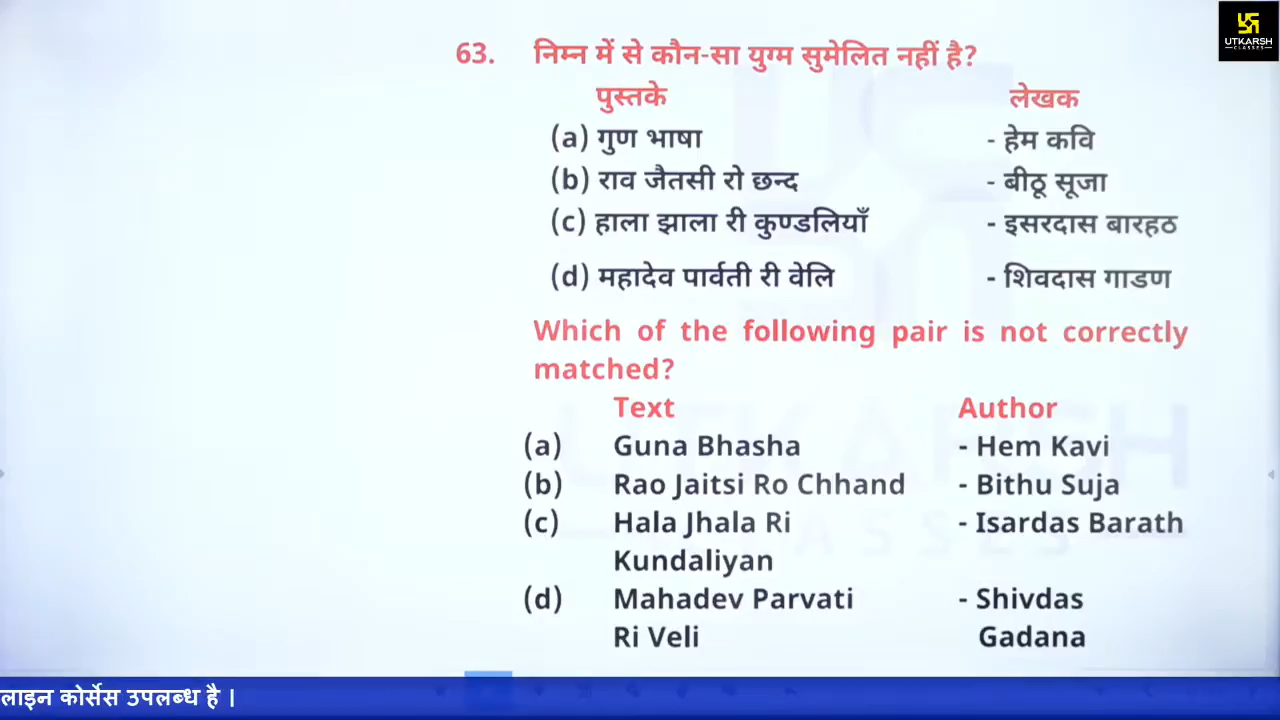 UTKARSH
CLASSES
63. निम्न में से कौन-सा युग्म सुमेलित नहीं है?
पुस्तके लेखक
(a) गुण भाषा - हेम कवि
(b) राव जैतसी रो छन्द - बीठू सूजा
(c) हाला झाला री कुण्डलियाँ - इसरदास बारहठ
(d) महादेव पार्वती री वेलि - शिवदास गाडण
Which of the following pair is not correctly
matched?
Text Author
(a) Guna Bhasha - Hem Kavi
(b) Rao Jaitsi Ro Chhand - Bithu Suja
(c) Hala Jhala Ri - Isardas Barath
Kundaliyan
(d) Mahadev Parvati - Shivdas
Ri Veli Gadana
लाइन कोर्सेस उपलब्ध है ।